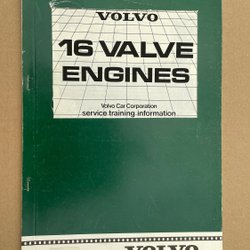 VOLVO
16 VALVE
ENGINES
Volvo Car Corporation
service training information
VOLVO